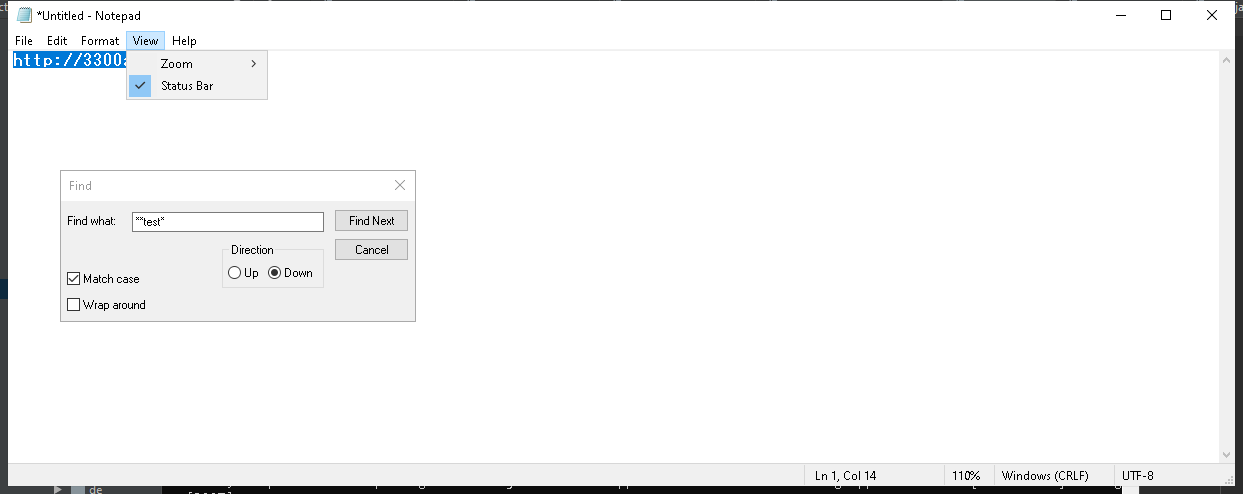 *Untitled - Notepad
File Edit Format View Help
http://3300
Zoom
Status Bar
Find
Find what: **test* Find Next
Direction Cancel
Up Down
Match case
Wrap around
Ln 1, Col 14 110% Windows (CRLF) UTF-8
de